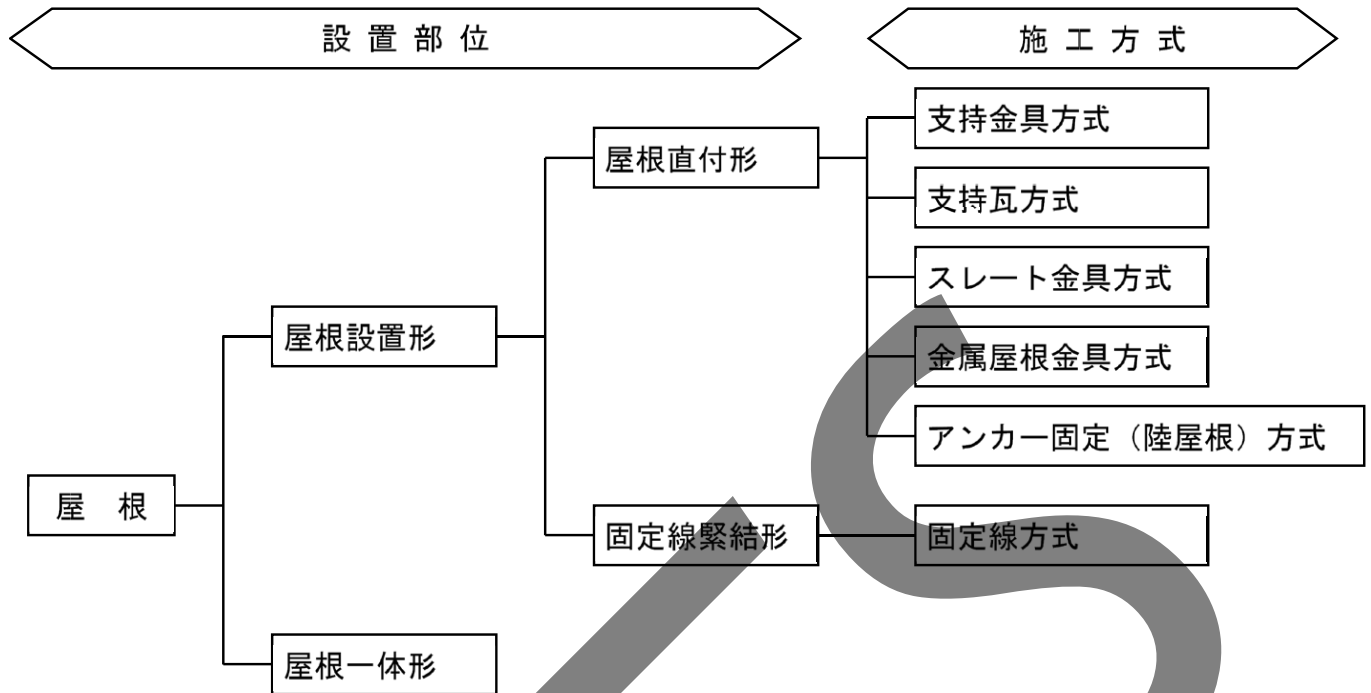 設置部位
施工方式
支持金具方式
屋根直付形
支持瓦方式
スレート金具方式
屋根設置形
金属屋根金具方式
アンカー固定（陸屋根）方式
屋　根
固定線緊結形
固定線方式
屋根一体形